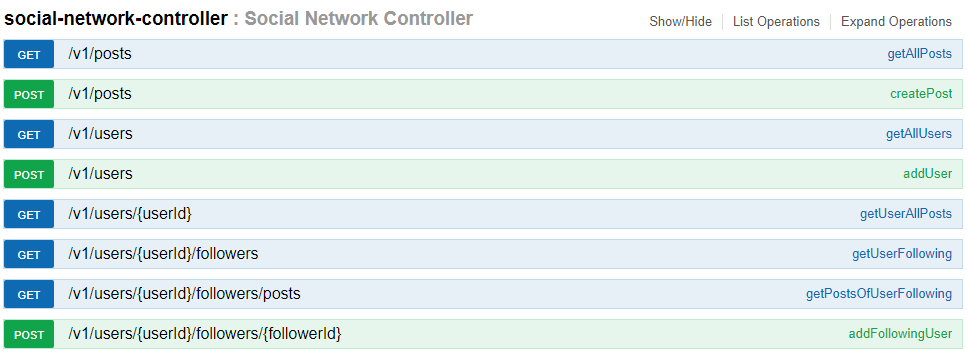 social-network-controller : Social Network Controller Show/Hide List Operations Expand Operations
GET /v1/posts getAllPosts
POST /v1/posts createPost
GET /v1/users getAllUsers
POST /v1/users addUser
GET /v1/users/{userId} getUserAllPosts
GET /v1/users/{userId}/followers getUserFollowing
GET /v1/users/{userId}/followers/posts getPostsOfUserFollowing
POST /v1/users/{userId}/followers/{followerId} addFollowingUser